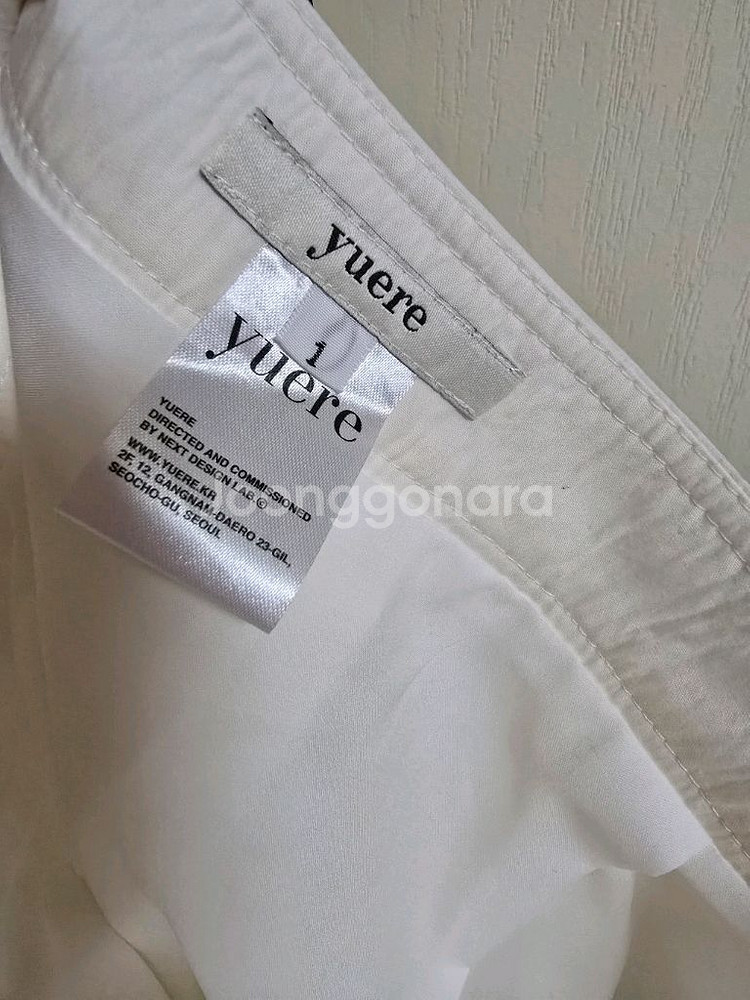 yuere
1
yuere
YUERE
DIRECTED AND COMMISSIONED
BY NEXT DESIGN LAB ©
WWW.YUERE.KR
2F, 12, GANGNAM-DAERO 23-GIL,
SEOCHO-GU, SEOUL
joonggonara